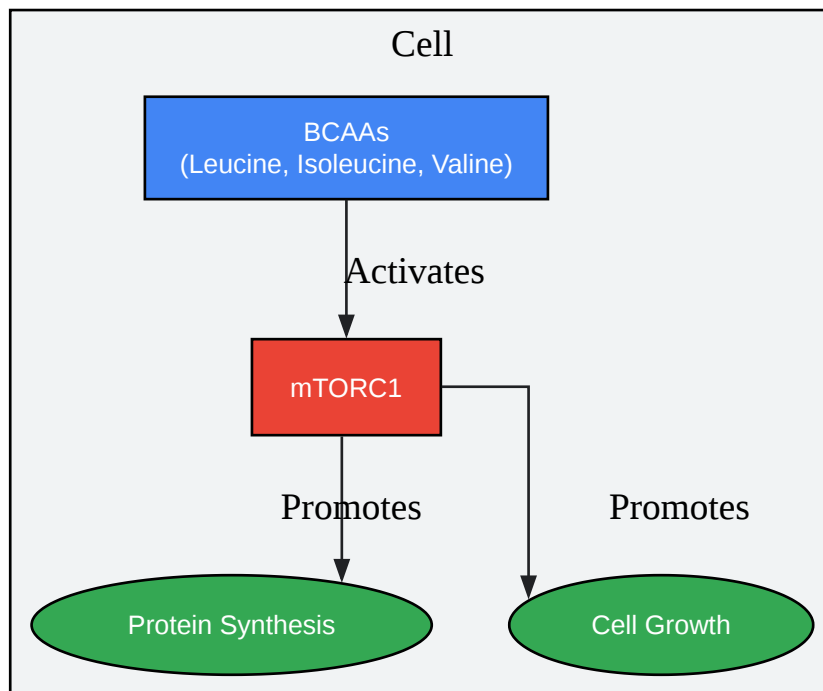 Cell
BCAAs
(Leucine, Isoleucine, Valine)
Activates
mTORC1
Promotes
Promotes
Protein Synthesis
Cell Growth